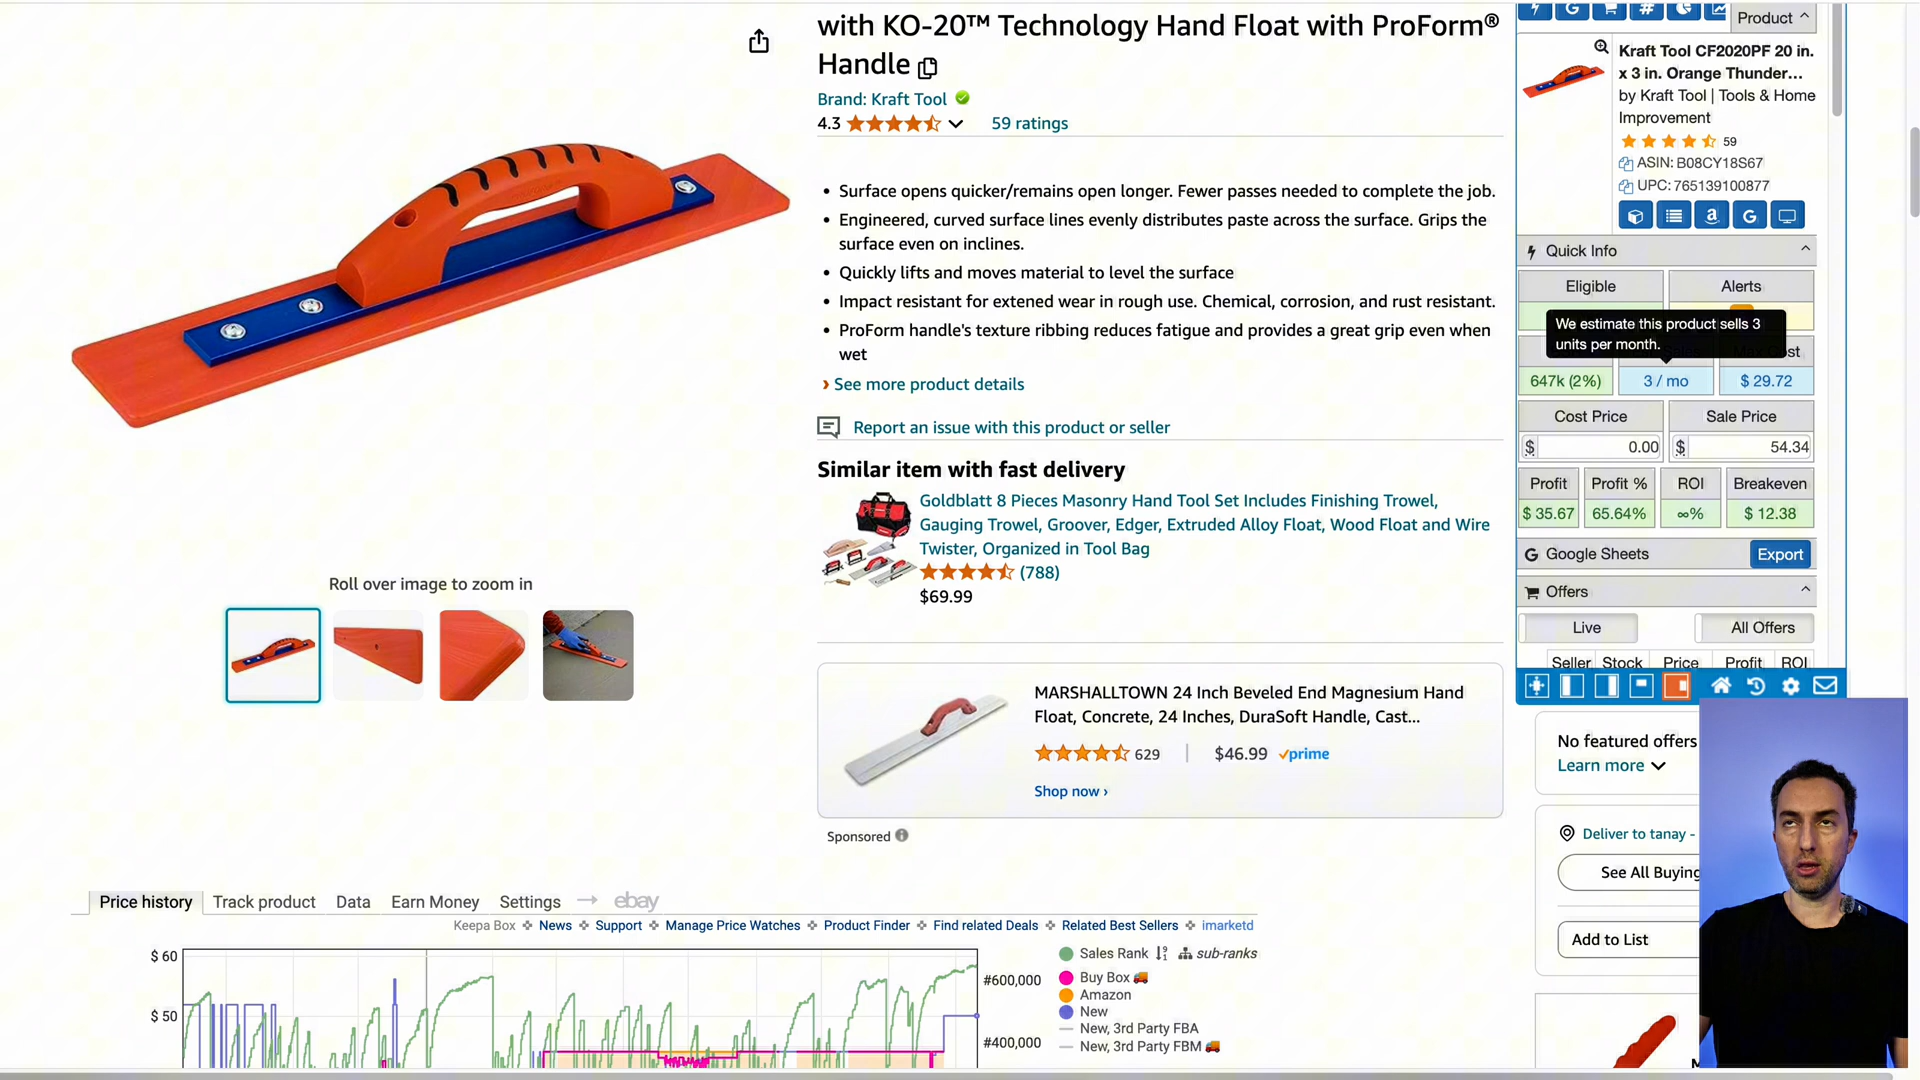 with KO-20™ Technology Hand Float with ProForm®
Handle
Brand: Kraft Tool
4.3
59 ratings
• Surface opens quicker/remains open longer. Fewer passes needed to complete the job.
• Engineered, curved surface lines evenly distributes paste across the surface. Grips the
surface even on inclines.
• Quickly lifts and moves material to level the surface
• Impact resistant for extened wear in rough use. Chemical, corrosion, and rust resistant.
• ProForm handle's texture ribbing reduces fatigue and provides a great grip even when
wet
› See more product details
Report an issue with this product or seller
Similar item with fast delivery
Goldblatt 8 Pieces Masonry Hand Tool Set Includes Finishing Trowel,
Gauging Trowel, Groover, Edger, Extruded Alloy Float, Wood Float and Wire
Twister, Organized in Tool Bag
(788)
$69.99
Roll over image to zoom in
MARSHALLTOWN 24 Inch Beveled End Magnesium Hand
Float, Concrete, 24 Inches, DuraSoft Handle, Cast...
629
$46.99 prime
Shop now ›
Sponsored
Price history Track product Data Earn Money Settings ebay
Keepa Box News Support Manage Price Watches Product Finder Find related Deals Related Best Sellers imarketd
$ 60
$ 50
#600,000
#400,000
Sales Rank sub-ranks
Buy Box
Amazon
New
New, 3rd Party FBA
New, 3rd Party FBM
Product
Kraft Tool CF2020PF 20 in.
x 3 in. Orange Thunder...
by Kraft Tool | Tools & Home
Improvement
59
ASIN: B08CY18S67
UPC: 765139100877
Quick Info
Eligible Alerts
We estimate this product sells 3
units per month.
647k (2%) 3 / mo $ 29.72
Cost Price Sale Price
$ 0.00 $ 54.34
Profit Profit % ROI Breakeven
$ 35.67 65.64% ∞% $ 12.38
Google Sheets Export
Offers
Live All Offers
Seller Stock Price Profit ROI
No featured offers
Learn more
Deliver to tanay -
See All Buying
Add to List